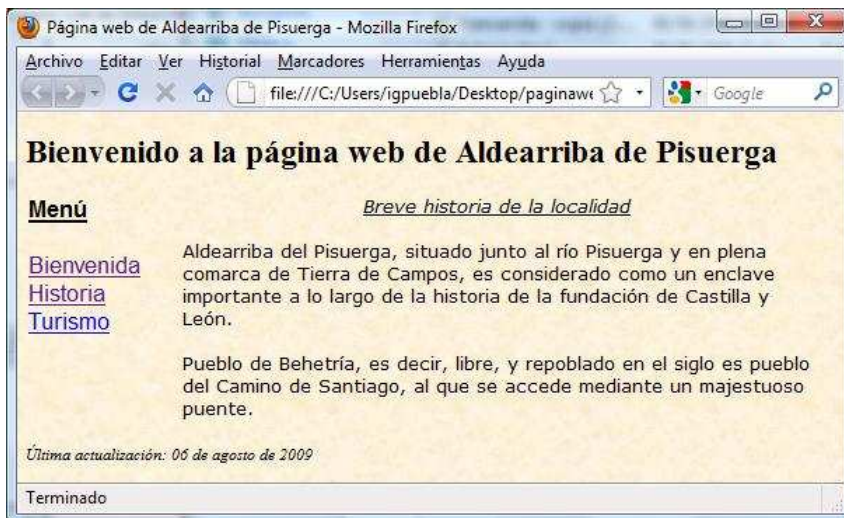 Página web de Aldearriba de Pisuerga - Mozilla Firefox
Archivo Editar Ver Historial Marcadores Herramientas Ayuda
file:///C:/Users/igpuebla/Desktop/paginawe
Google
Bienvenido a la página web de Aldearriba de Pisuerga
Menú
Bienvenida
Historia
Turismo
Breve historia de la localidad
Aldearriba del Pisuerga, situado junto al río Pisuerga y en plena
comarca de Tierra de Campos, es considerado como un enclave
importante a lo largo de la historia de la fundación de Castilla y
León.
Pueblo de Behetría, es decir, libre, y repoblado en el siglo es pueblo
del Camino de Santiago, al que se accede mediante un majestuoso
puente.
Última actualización: 06 de agosto de 2009
Terminado